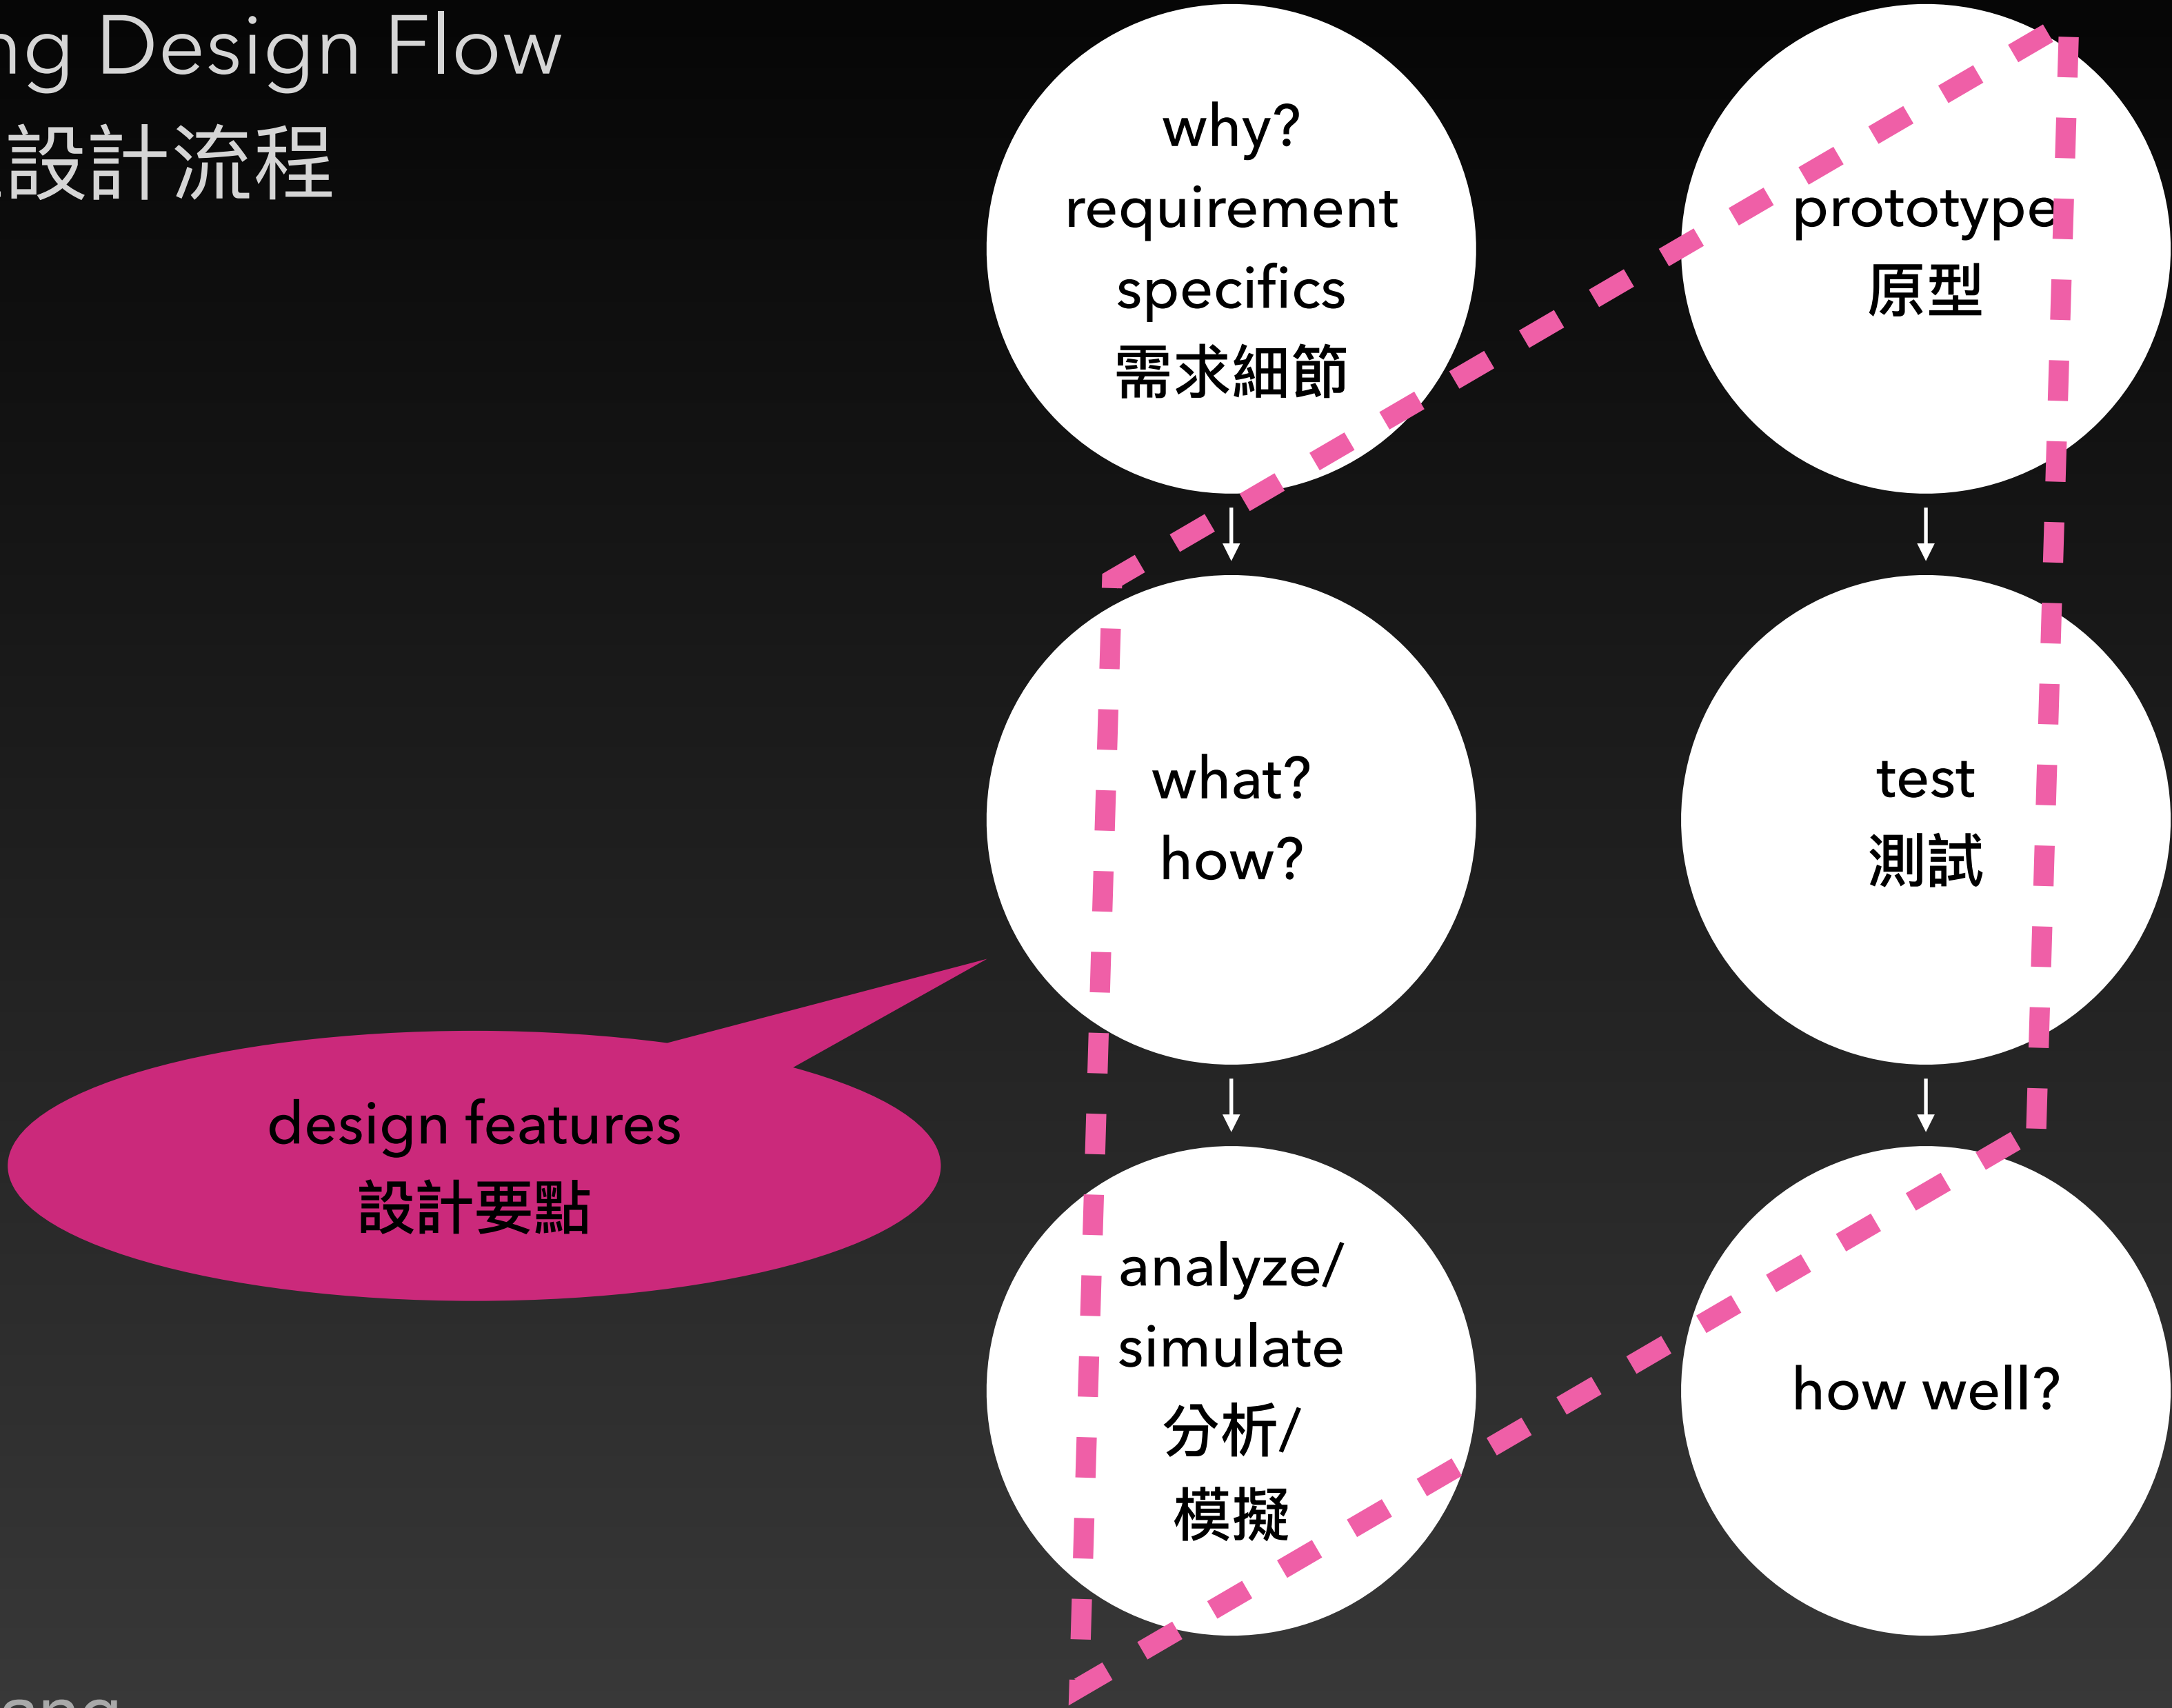 ng Design Flow
設計流程
why?
requirement
specifics
需求細節
what?
how?
design features
設計要點
analyze/
simulate
分析/
模擬
prototype
原型
test
測試
how well?